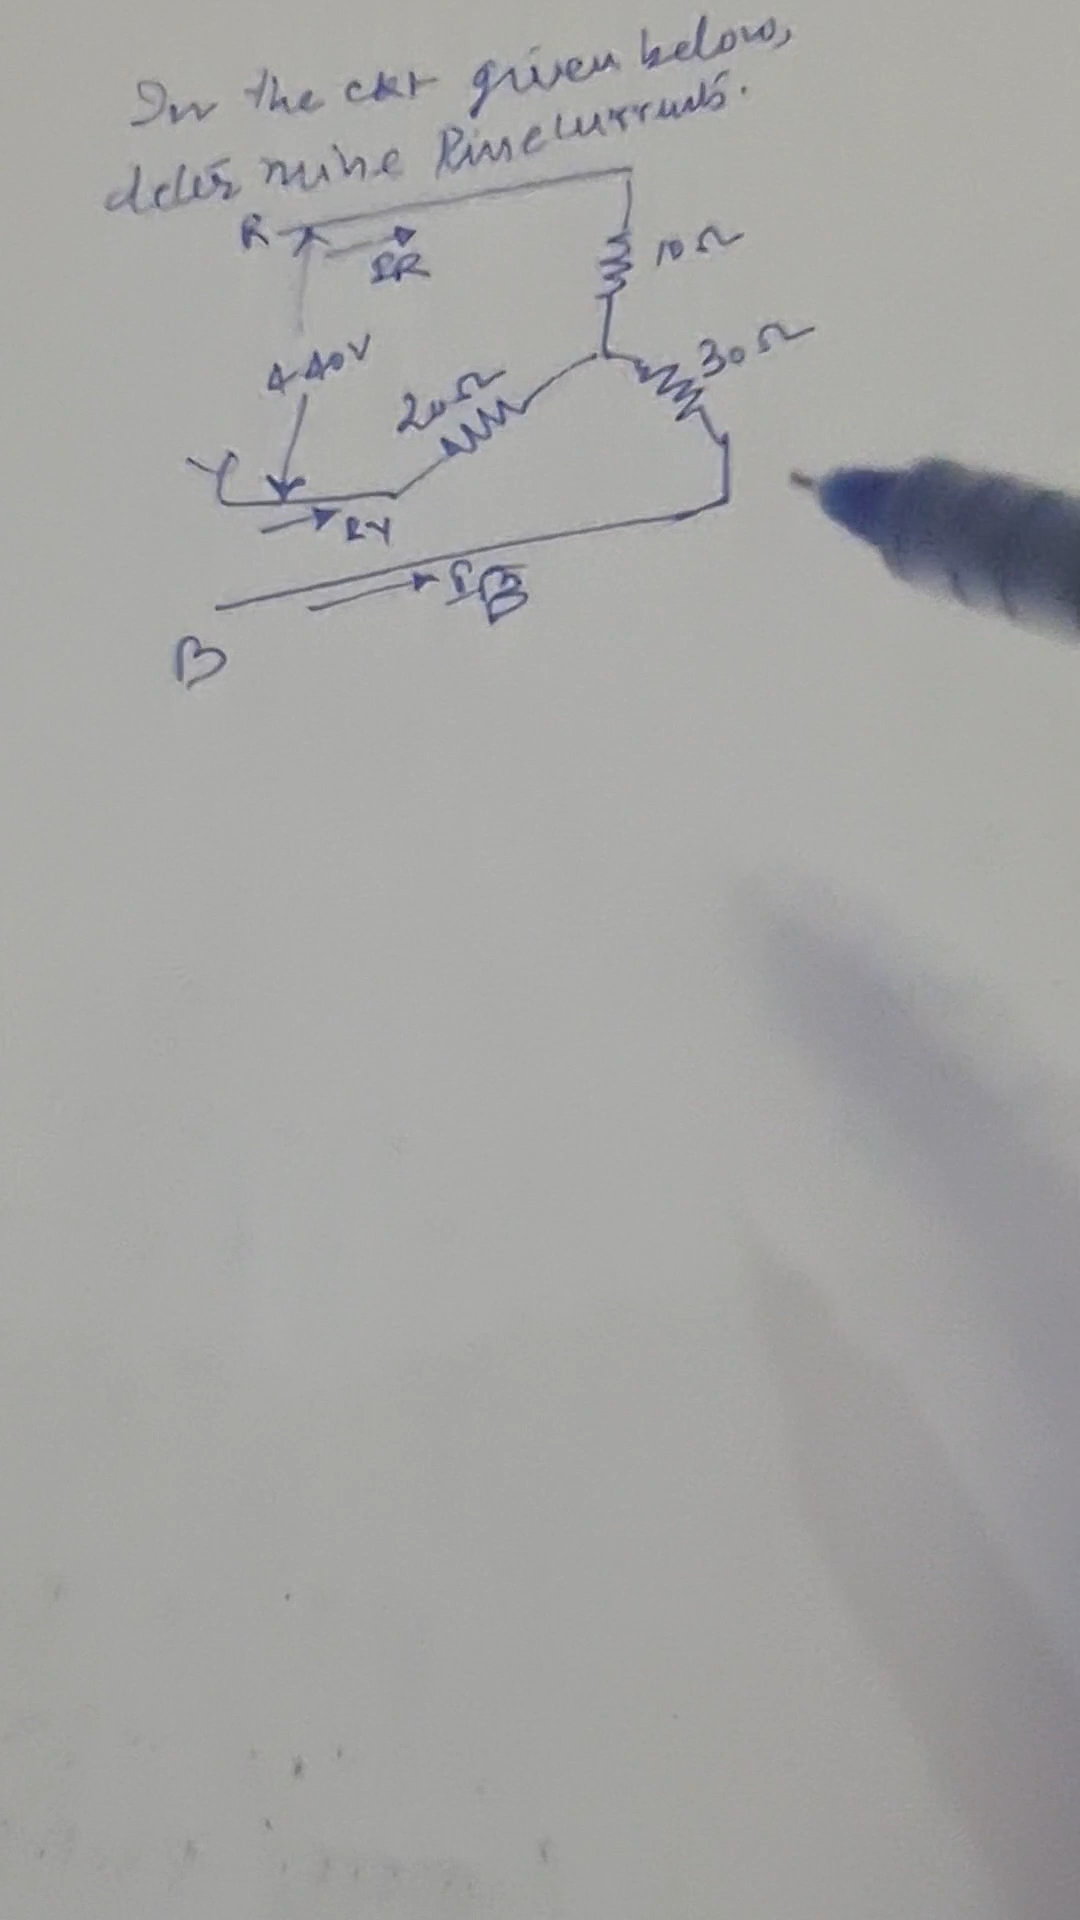 In the ckt given below,
determine line currents.
R
IR
10Ω
440V
20Ω
30Ω
Y
IY
IB
B